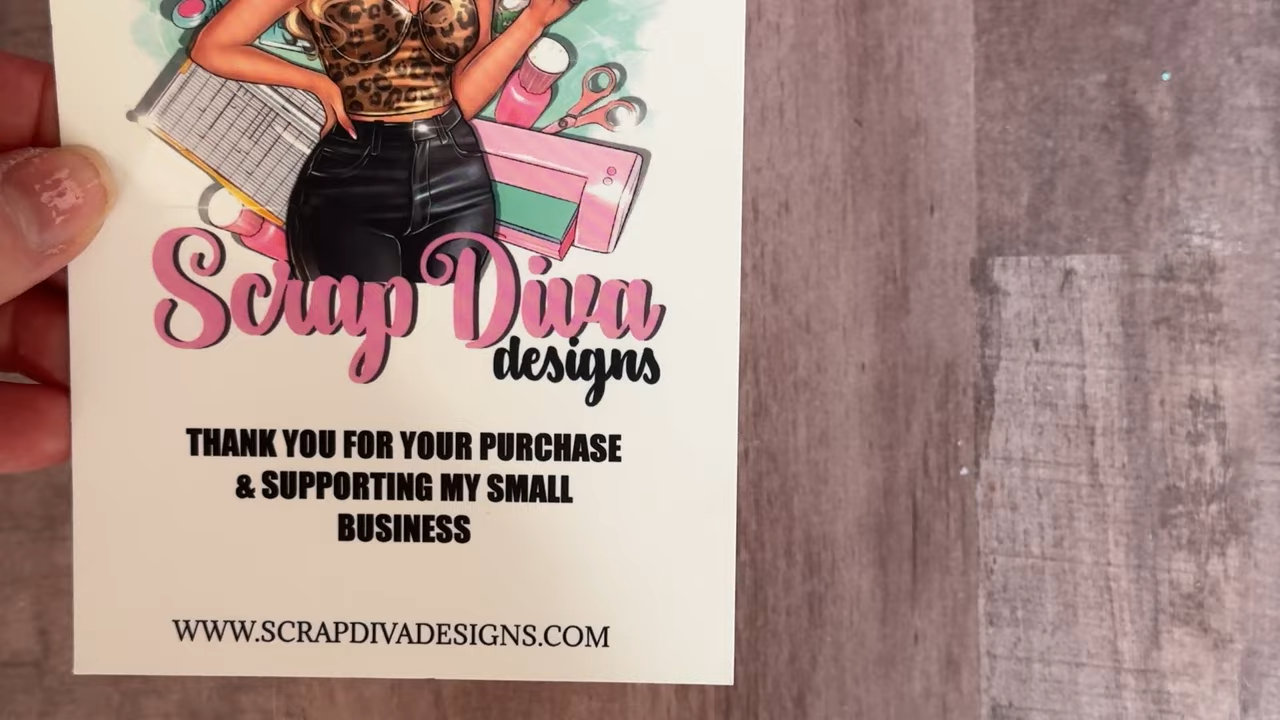 Scrap Diva
designs
THANK YOU FOR YOUR PURCHASE
& SUPPORTING MY SMALL
BUSINESS
WWW.SCRAPDIVADESIGNS.COM